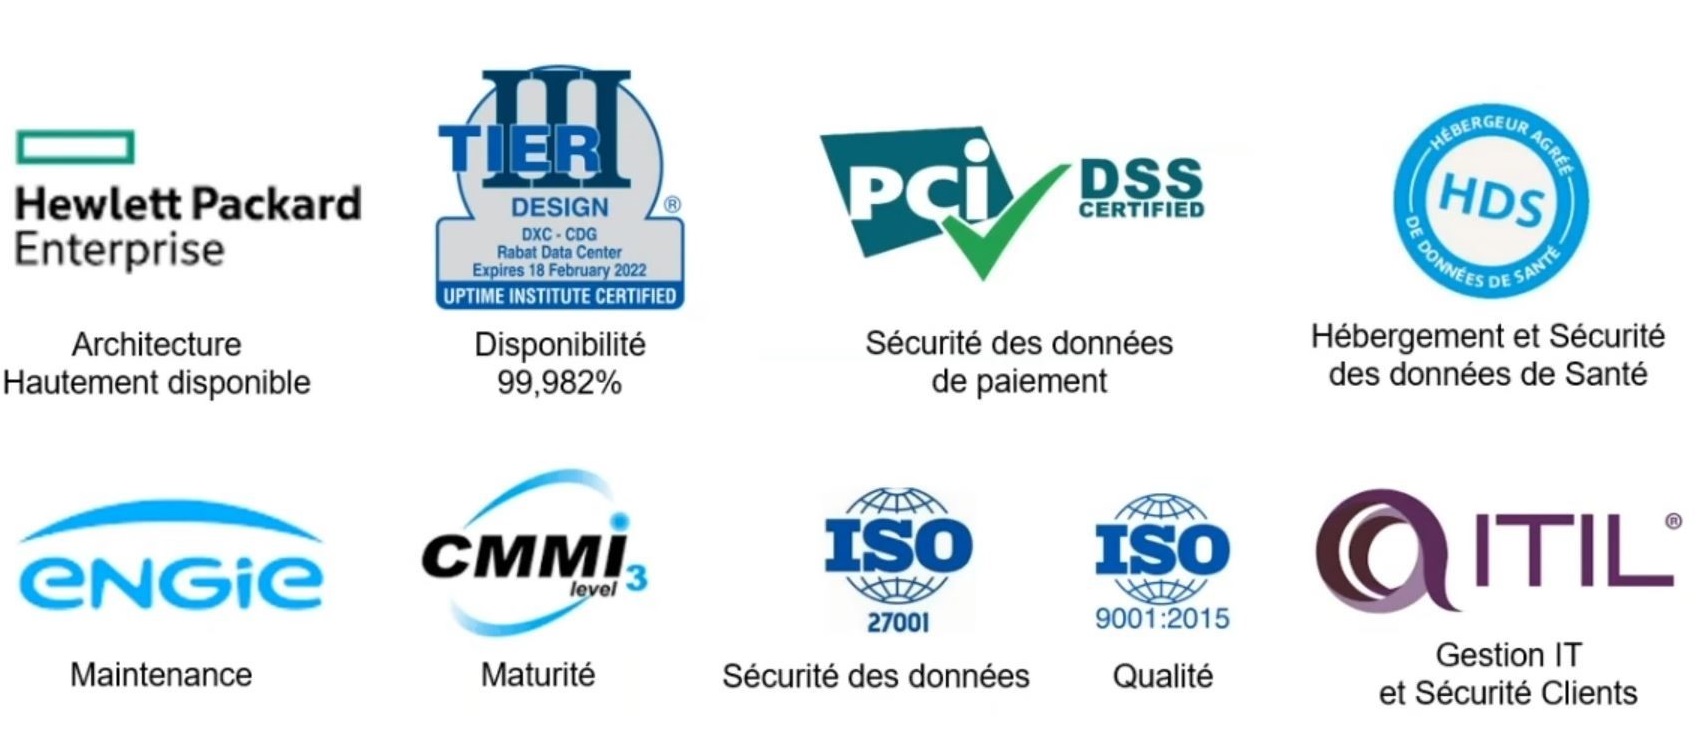 Hewlett Packard
Enterprise
Architecture
Hautement disponible
III
TIER
DESIGN
®
DXC - CDG
Rabat Data Center
Expires 18 February 2022
UPTIME INSTITUTE CERTIFIED
Disponibilité
99,982%
PCi
DSS
CERTIFIED
Sécurité des données
de paiement
HÉBERGEUR AGRÉÉ
HDS
DE DONNÉES DE SANTÉ
Hébergement et Sécurité
des données de Santé
eNGie
Maintenance
CMMi
level 3
Maturité
ISO
27001
Sécurité des données
ISO
9001:2015
Qualité
ITIL®
Gestion IT
et Sécurité Clients